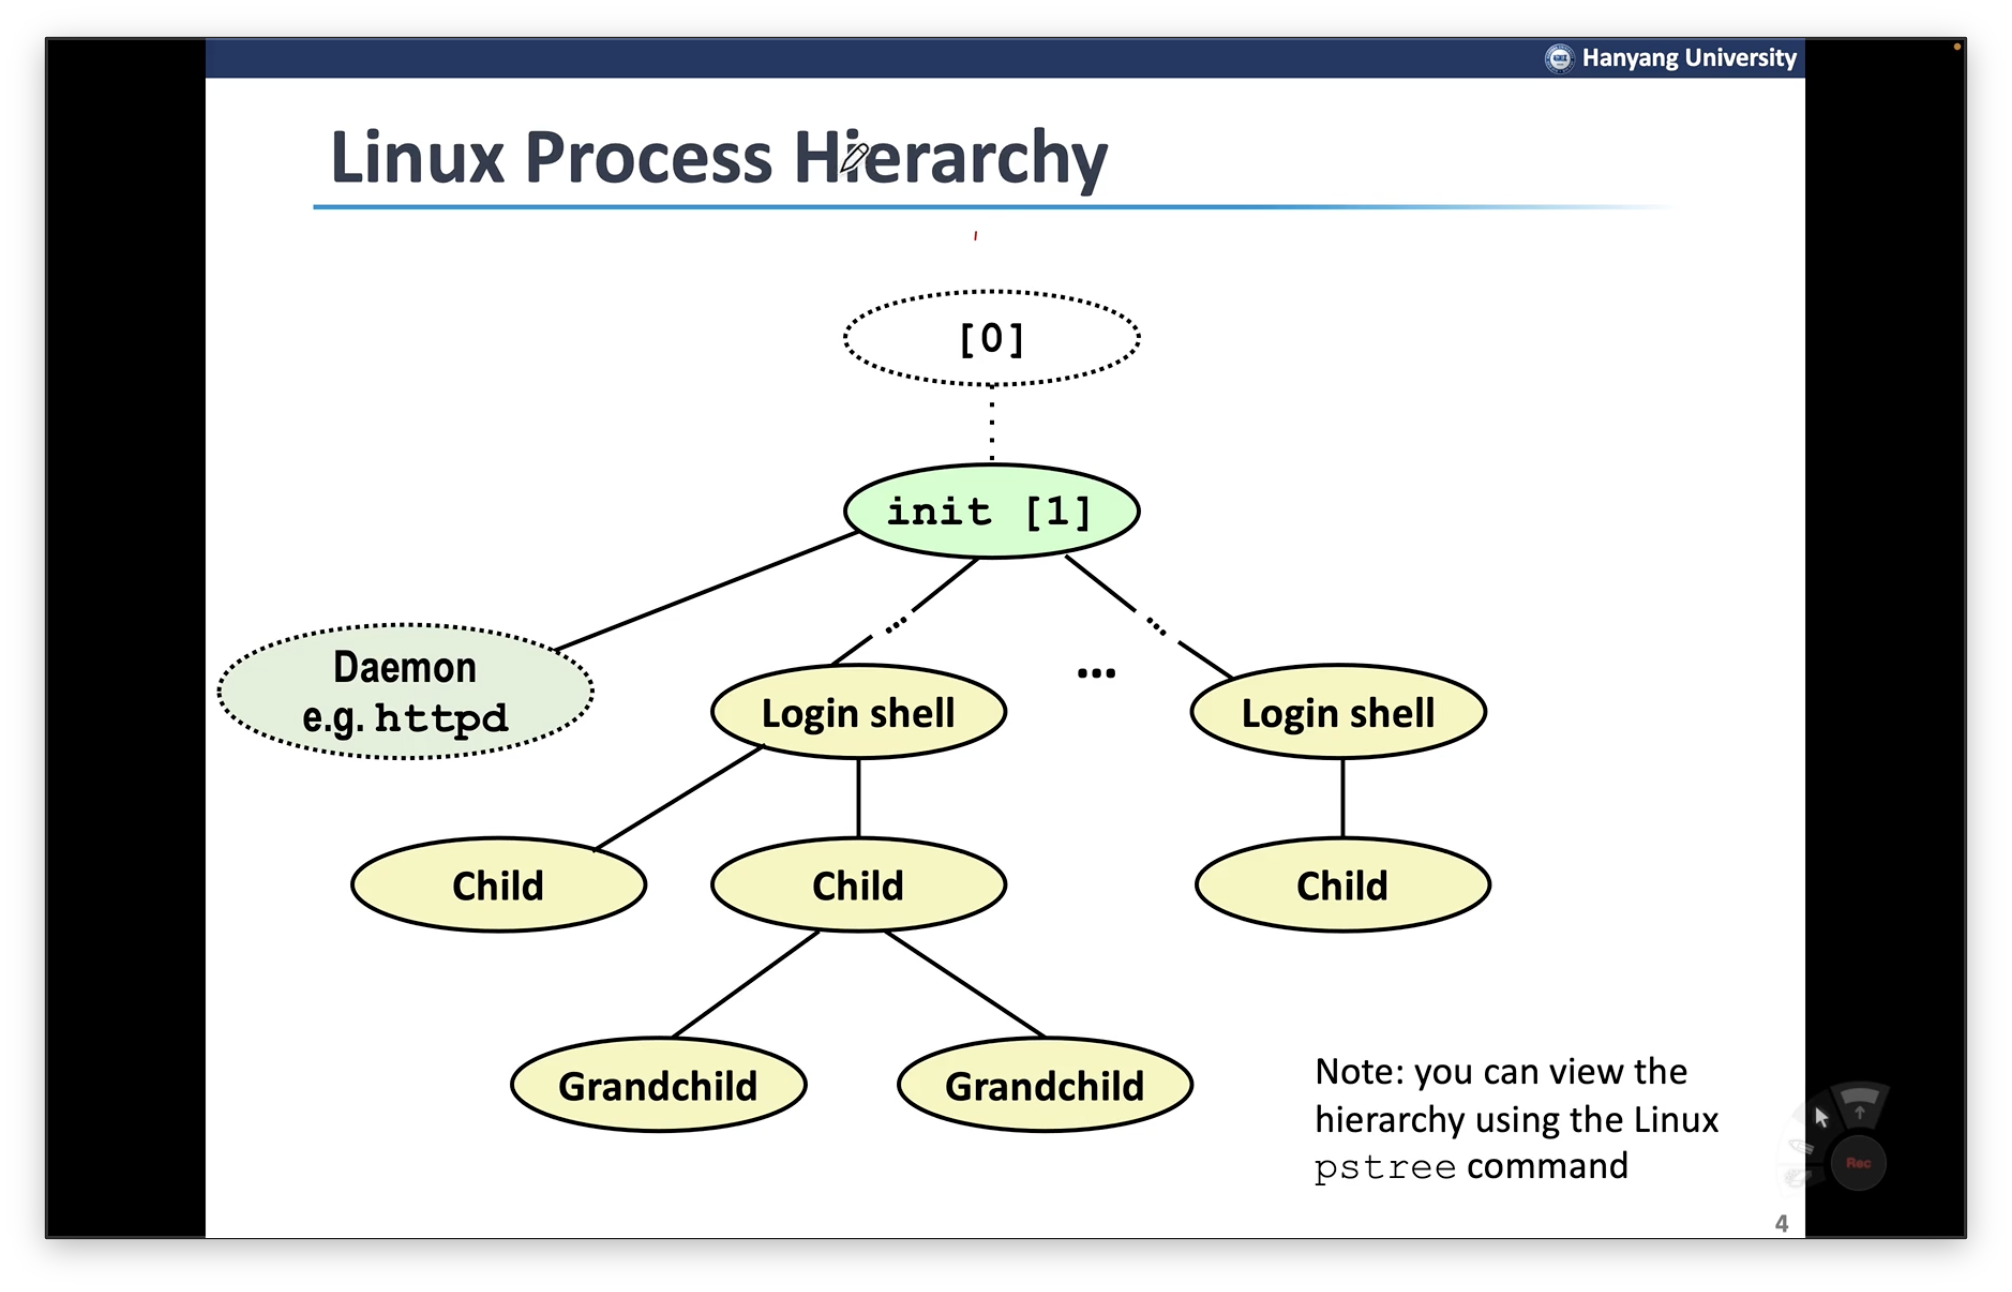 Hanyang University
Linux Process Hierarchy
[0]
init [1]
Daemon
e.g. httpd
Login shell
...
Login shell
Child
Child
Child
Grandchild
Grandchild
Note: you can view the
hierarchy using the Linux
pstree command
Rec
4